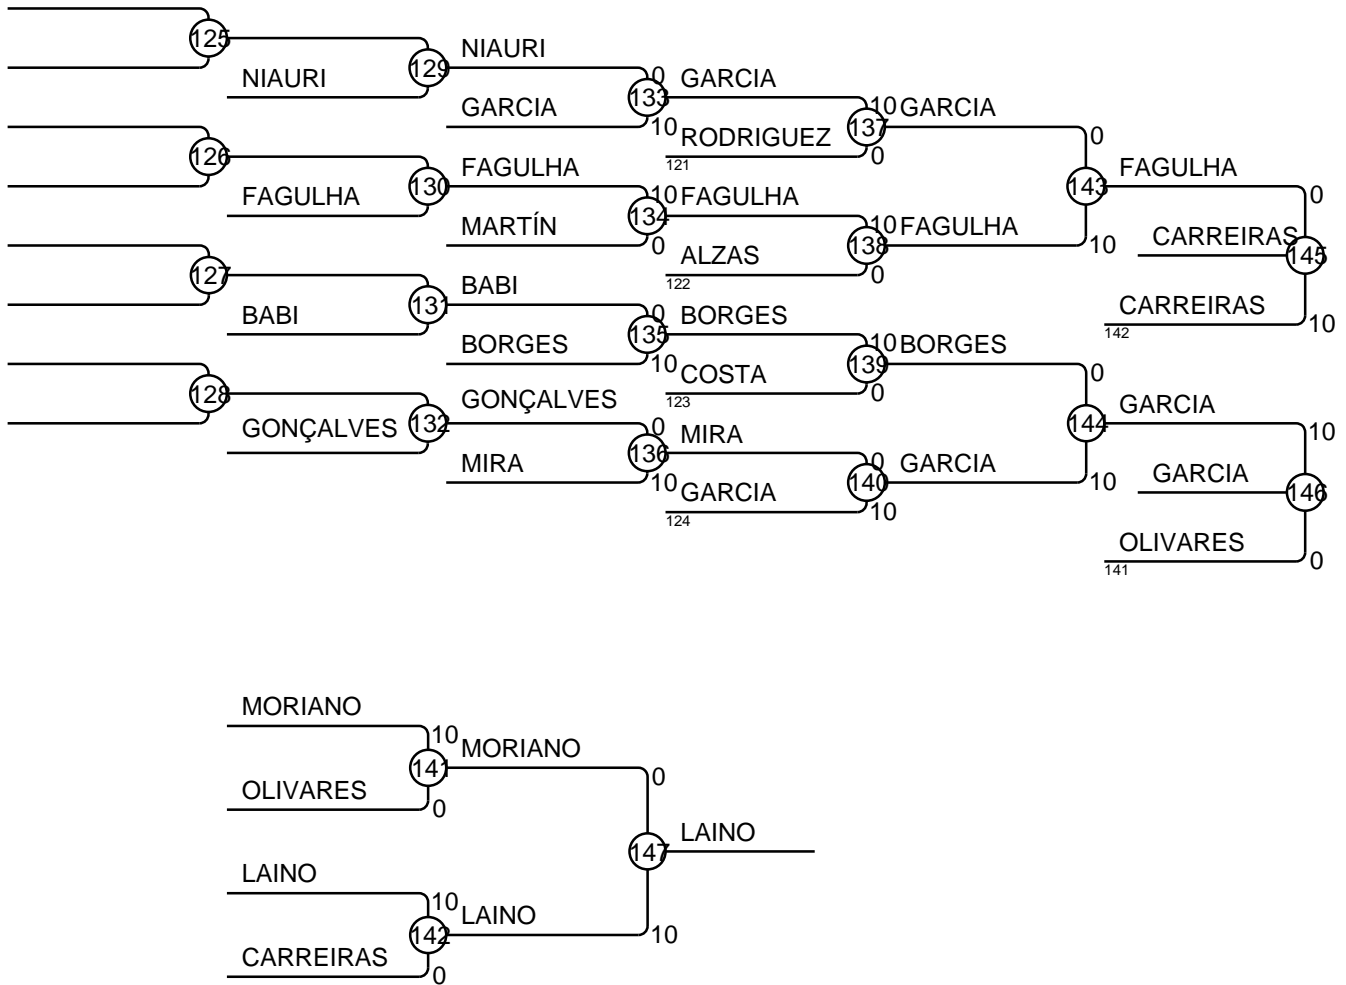 125
NIAURI
129
NIAURI
0
GARCIA
133
10
GARCIA
10
RODRIGUEZ
121
137
0
GARCIA
0
126
FAGULHA
130
FAGULHA
10
MARTÍN
134
0
FAGULHA
10
ALZAS
122
138
0
FAGULHA
10
143
FAGULHA
0
CARREIRAS
145
CARREIRAS
142
10
127
BABI
131
BABI
0
BORGES
135
10
BORGES
10
COSTA
123
139
0
BORGES
0
128
GONÇALVES
132
GONÇALVES
0
MIRA
136
10
MIRA
0
GARCIA
124
140
10
GARCIA
10
144
GARCIA
10
GARCIA
146
OLIVARES
141
0
MORIANO
10
OLIVARES
0
141
MORIANO
0
LAINO
10
CARREIRAS
0
142
LAINO
10
147
LAINO